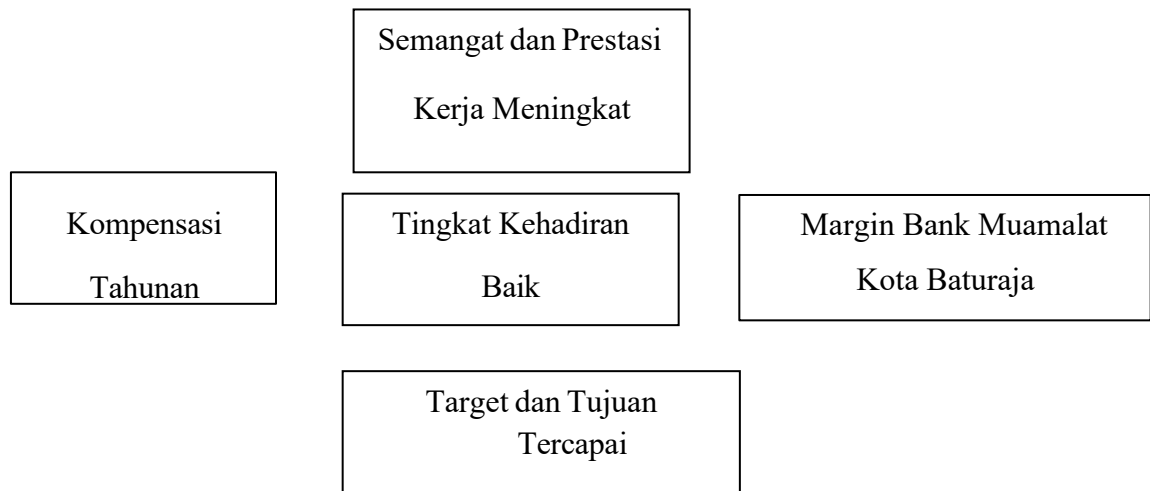 Semangat dan Prestasi
Kerja Meningkat
Kompensasi
Tahunan
Tingkat Kehadiran
Baik
Margin Bank Muamalat
Kota Baturaja
Target dan Tujuan
Tercapai